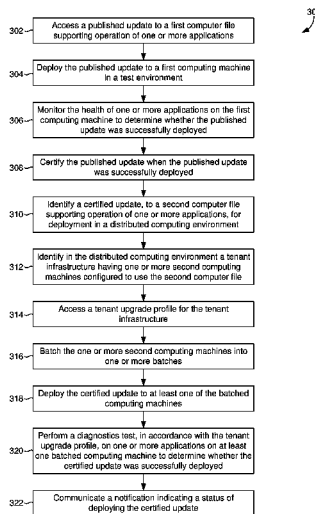 30
302
Access a published update to a first computer file
supporting operation of one or more applications
304
Deploy the published update to a first computing machine
in a test environment
306
Monitor the health of one or more applications on the first
computing machine to determine whether the published
update was successfully deployed
308
Certify the published update when the published update
was successfully deployed
310
Identify a certified update, to a second computer file
supporting operation of one or more applications, for
deployment in a distributed computing environment
312
Identify in the distributed computing environment a tenant
infrastructure having one or more second computing
machines configured to use the second computer file
314
Access a tenant upgrade profile for the tenant
infrastructure
316
Batch the one or more second computing machines into
one or more batches
318
Deploy the certified update to at least one of the batched
computing machines
320
Perform a diagnostics test, in accordance with the tenant
upgrade profile, on one or more applications on at least
one batched computing machine to determine whether the
certified update was successfully deployed
322
Communicate a notification indicating a status of
deploying the certified update